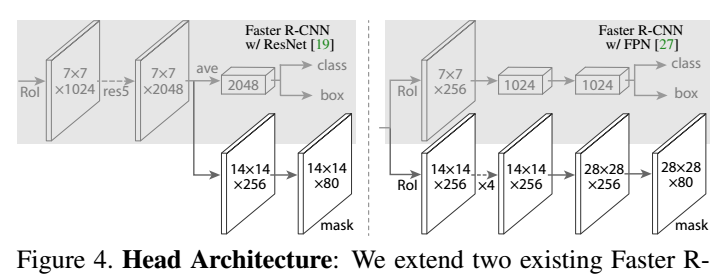 Faster R-CNN
w/ ResNet [19]
RoI
7×7
×1024
res5
7×7
×2048
ave
2048
class
box
14×14
×256
14×14
×80
mask
Faster R-CNN
w/ FPN [27]
RoI
7×7
×256
1024
1024
class
box
RoI
14×14
×256
×4
14×14
×256
28×28
×256
28×28
×80
mask
Figure 4. Head Architecture: We extend two existing Faster R-